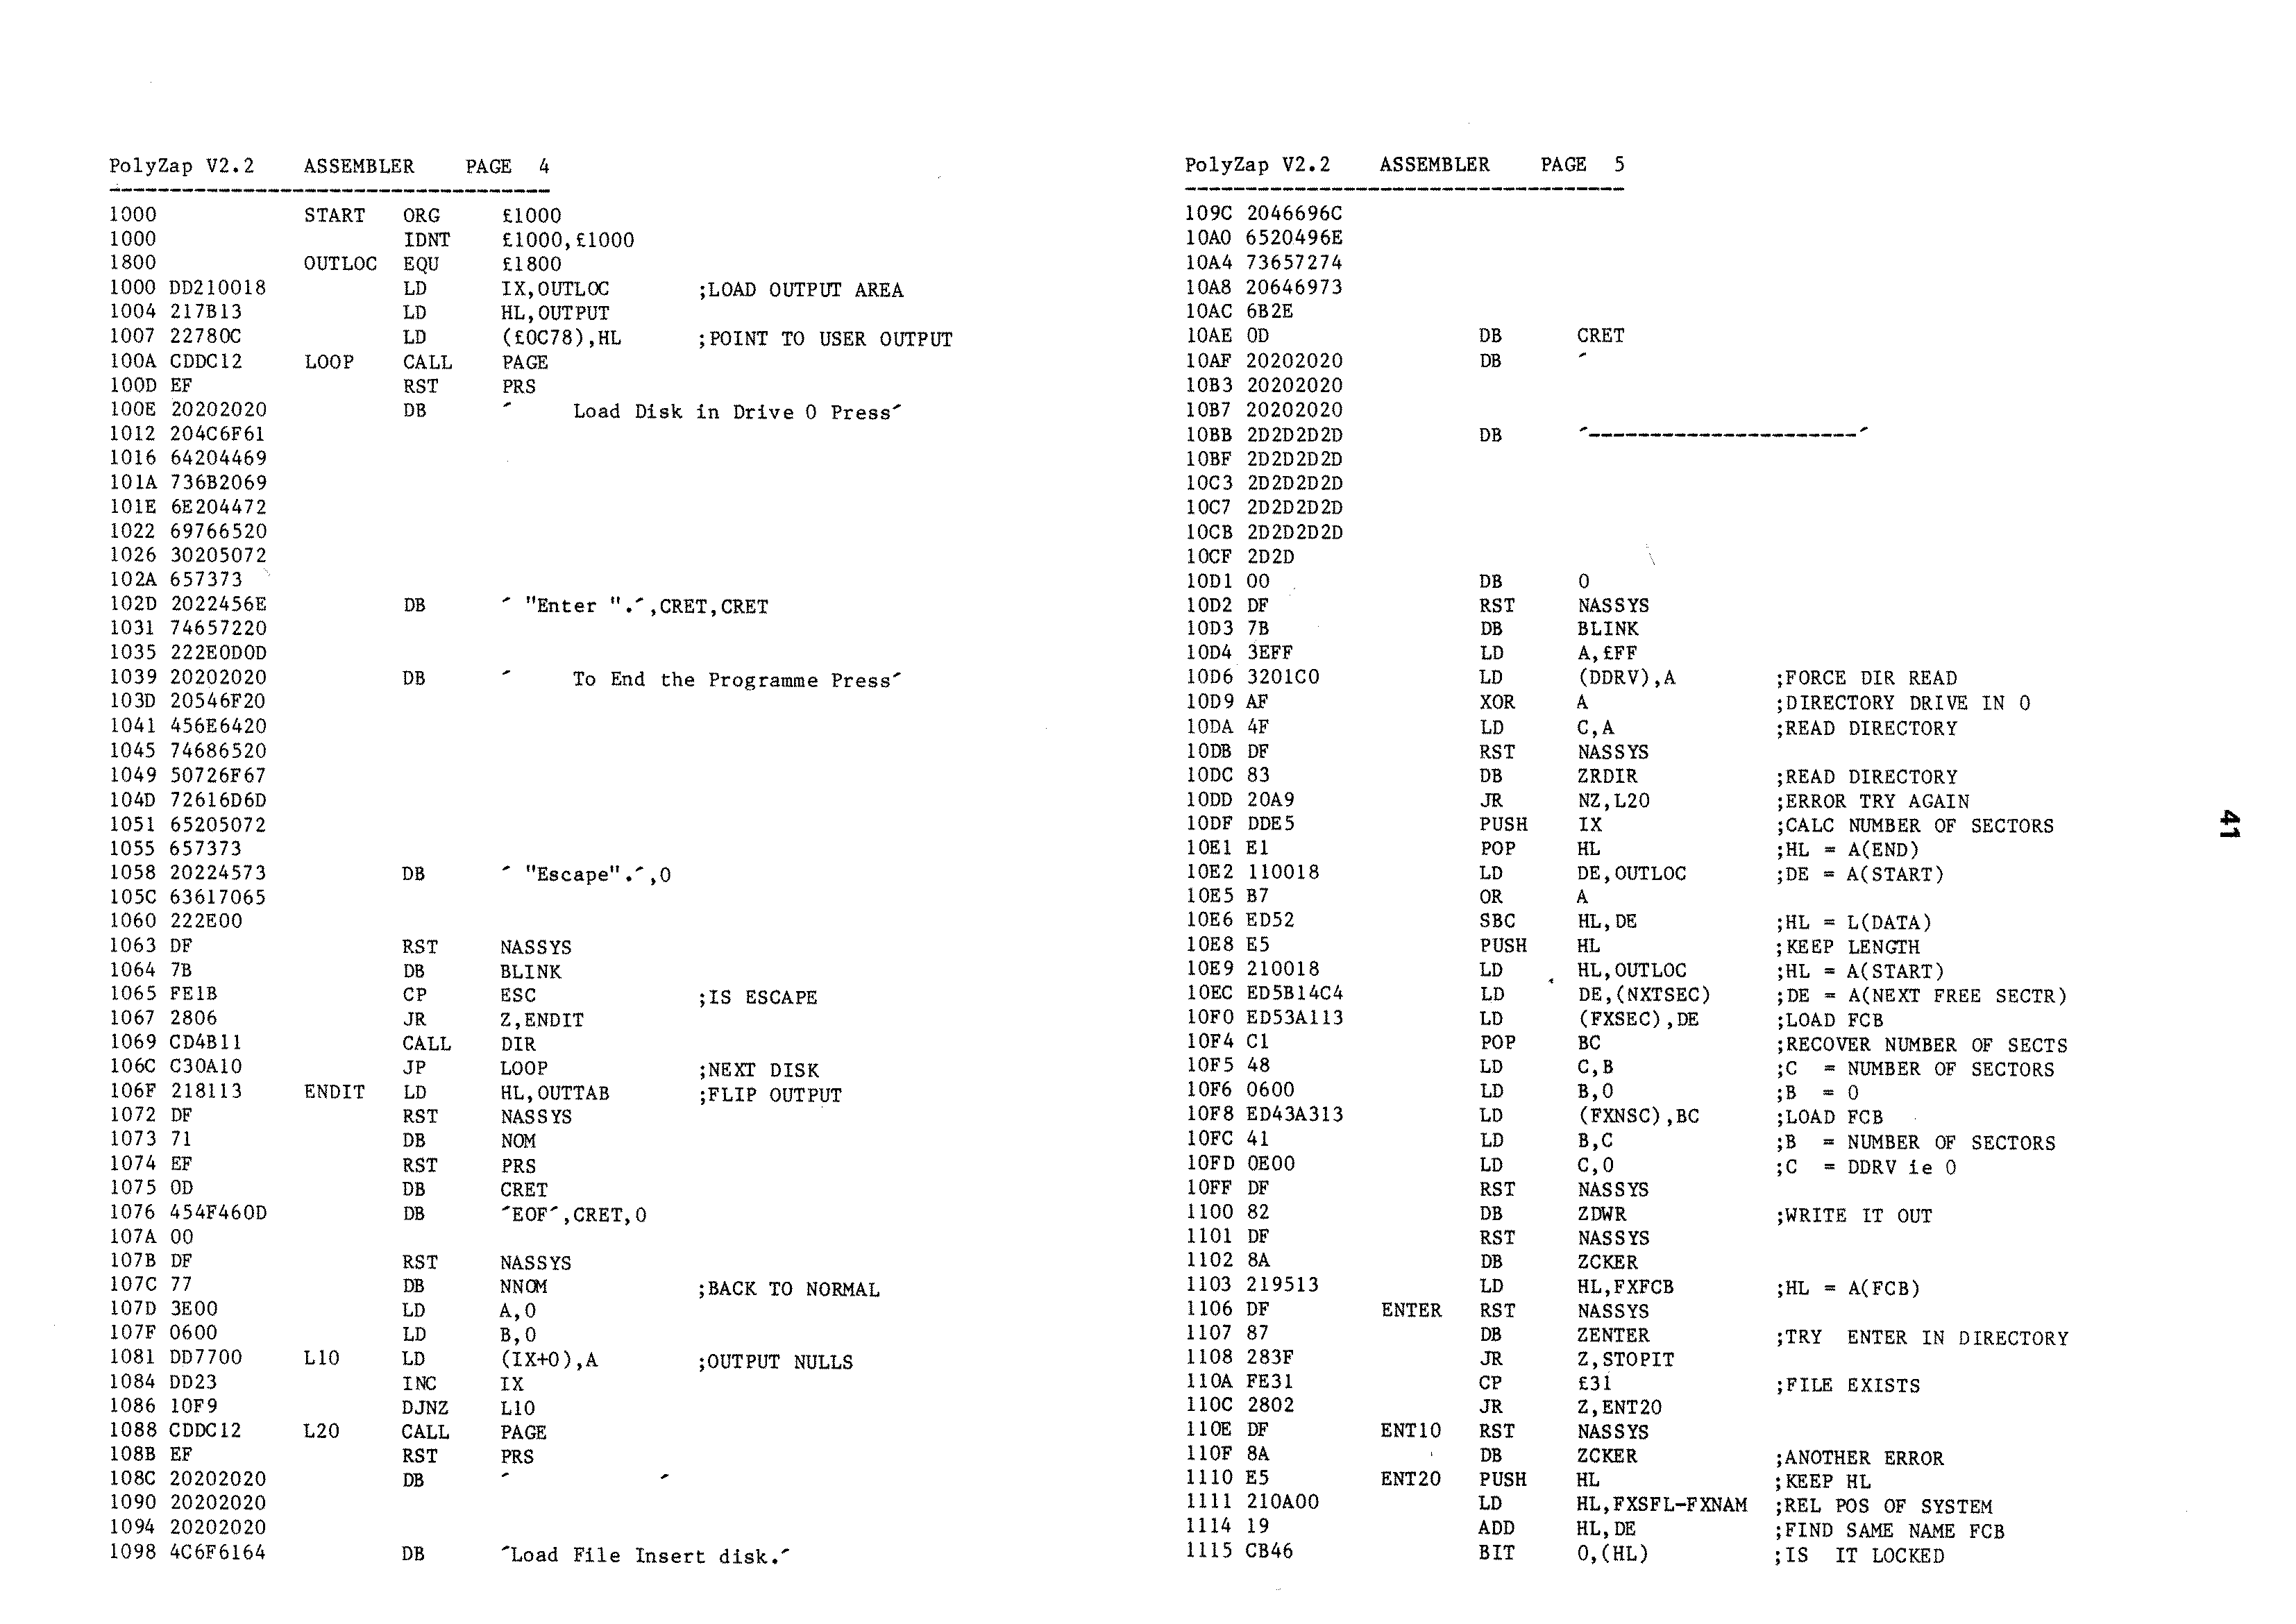 PolyZap V2.2    ASSEMBLER    PAGE  4
------------------------------------
1000            START   ORG     £1000
1000                    IDNT    £1000,£1000
1800            OUTLOC  EQU     £1800
1000 DD210018           LD      IX,OUTLOC       ;LOAD OUTPUT AREA
1004 217B13             LD      HL,OUTPUT
1007 22780C             LD      (£0C78),HL      ;POINT TO USER OUTPUT
100A CDDC12     LOOP    CALL    PAGE
100D EF                 RST     PRS
100E 20202020           DB      ´     Load Disk in Drive 0 Press´
1012 204C6F61
1016 64204469
101A 736B2069
101E 6E204472
1022 69766520
1026 30205072
102A 657373
102D 2022456E           DB      ´ "Enter ".´,CRET,CRET
1031 74657220
1035 222E0D0D
1039 20202020           DB      ´     To End the Programme Press´
103D 20546F20
1041 456E6420
1045 74686520
1049 50726F67
104D 72616D6D
1051 65205072
1055 657373
1058 20224573           DB      ´ "Escape".´,0
105C 63617065
1060 222E00
1063 DF                 RST     NASSYS
1064 7B                 DB      BLINK
1065 FE1B               CP      ESC             ;IS ESCAPE
1067 2806               JR      Z,ENDIT
1069 CD4B11             CALL    DIR
106C C30A10             JP      LOOP            ;NEXT DISK
106F 218113     ENDIT   LD      HL,OUTTAB       ;FLIP OUTPUT
1072 DF                 RST     NASSYS
1073 71                 DB      NOM
1074 EF                 RST     PRS
1075 0D                 DB      CRET
1076 454F460D           DB      ´EOF´,CRET,0
107A 00
107B DF                 RST     NASSYS
107C 77                 DB      NNOM            ;BACK TO NORMAL
107D 3E00               LD      A,0
107F 0600               LD      B,0
1081 DD7700     L10     LD      (IX+0),A        ;OUTPUT NULLS
1084 DD23               INC     IX
1086 10F9               DJNZ    L10
1088 CDDC12     L20     CALL    PAGE
108B EF                 RST     PRS
108C 20202020           DB      ´            ´
1090 20202020
1094 20202020
1098 4C6F6164           DB      ´Load File Insert disk.´
PolyZap V2.2    ASSEMBLER    PAGE  5
------------------------------------
109C 2046696C
10A0 6520496E
10A4 73657274
10A8 20646973
10AC 6B2E
10AE 0D                 DB      CRET
10AF 20202020           DB      ´
10B3 20202020
10B7 20202020
10BB 2D2D2D2D           DB      ´----------------------´
10BF 2D2D2D2D
10C3 2D2D2D2D
10C7 2D2D2D2D
10CB 2D2D2D2D
10CF 2D2D
10D1 00                 DB      0
10D2 DF                 RST     NASSYS
10D3 7B                 DB      BLINK
10D4 3EFF               LD      A,£FF
10D6 3201C0             LD      (DDRV),A        ;FORCE DIR READ
10D9 AF                 XOR     A               ;DIRECTORY DRIVE IN 0
10DA 4F                 LD      C,A             ;READ DIRECTORY
10DB DF                 RST     NASSYS
10DC 83                 DB      ZRDIR           ;READ DIRECTORY
10DD 20A9               JR      NZ,L20          ;ERROR TRY AGAIN
10DF DDE5               PUSH    IX              ;CALC NUMBER OF SECTORS
10E1 E1                 POP     HL              ;HL = A(END)
10E2 110018             LD      DE,OUTLOC       ;DE = A(START)
10E5 B7                 OR      A
10E6 ED52               SBC     HL,DE           ;HL = L(DATA)
10E8 E5                 PUSH    HL              ;KEEP LENGTH
10E9 210018             LD      HL,OUTLOC       ;HL = A(START)
10EC ED5B14C4           LD      DE,(NXTSEC)     ;DE = A(NEXT FREE SECTR)
10F0 ED53A113           LD      (FXSEC),DE      ;LOAD FCB
10F4 C1                 POP     BC              ;RECOVER NUMBER OF SECTS
10F5 48                 LD      C,B             ;C  = NUMBER OF SECTORS
10F6 0600               LD      B,0             ;B  = 0
10F8 ED43A313           LD      (FXNSC),BC      ;LOAD FCB
10FC 41                 LD      B,C             ;B  = NUMBER OF SECTORS
10FD 0E00               LD      C,0             ;C  = DDRV ie 0
10FF DF                 RST     NASSYS
1100 82                 DB      ZDWR            ;WRITE IT OUT
1101 DF                 RST     NASSYS
1102 8A                 DB      ZCKER
1103 219513             LD      HL,FXFCB        ;HL = A(FCB)
1106 DF         ENTER   RST     NASSYS
1107 87                 DB      ZENTER          ;TRY  ENTER IN DIRECTORY
1108 283F               JR      Z,STOPIT
110A FE31               CP      £31             ;FILE EXISTS
110C 2802               JR      Z,ENT20
110E DF         ENT10   RST     NASSYS
110F 8A                 DB      ZCKER           ;ANOTHER ERROR
1110 E5         ENT20   PUSH    HL              ;KEEP HL
1111 210A00             LD      HL,FXSFL-FXNAM  ;REL POS OF SYSTEM
1114 19                 ADD     HL,DE           ;FIND SAME NAME FCB
1115 CB46               BIT     0,(HL)          ;IS  IT LOCKED
41